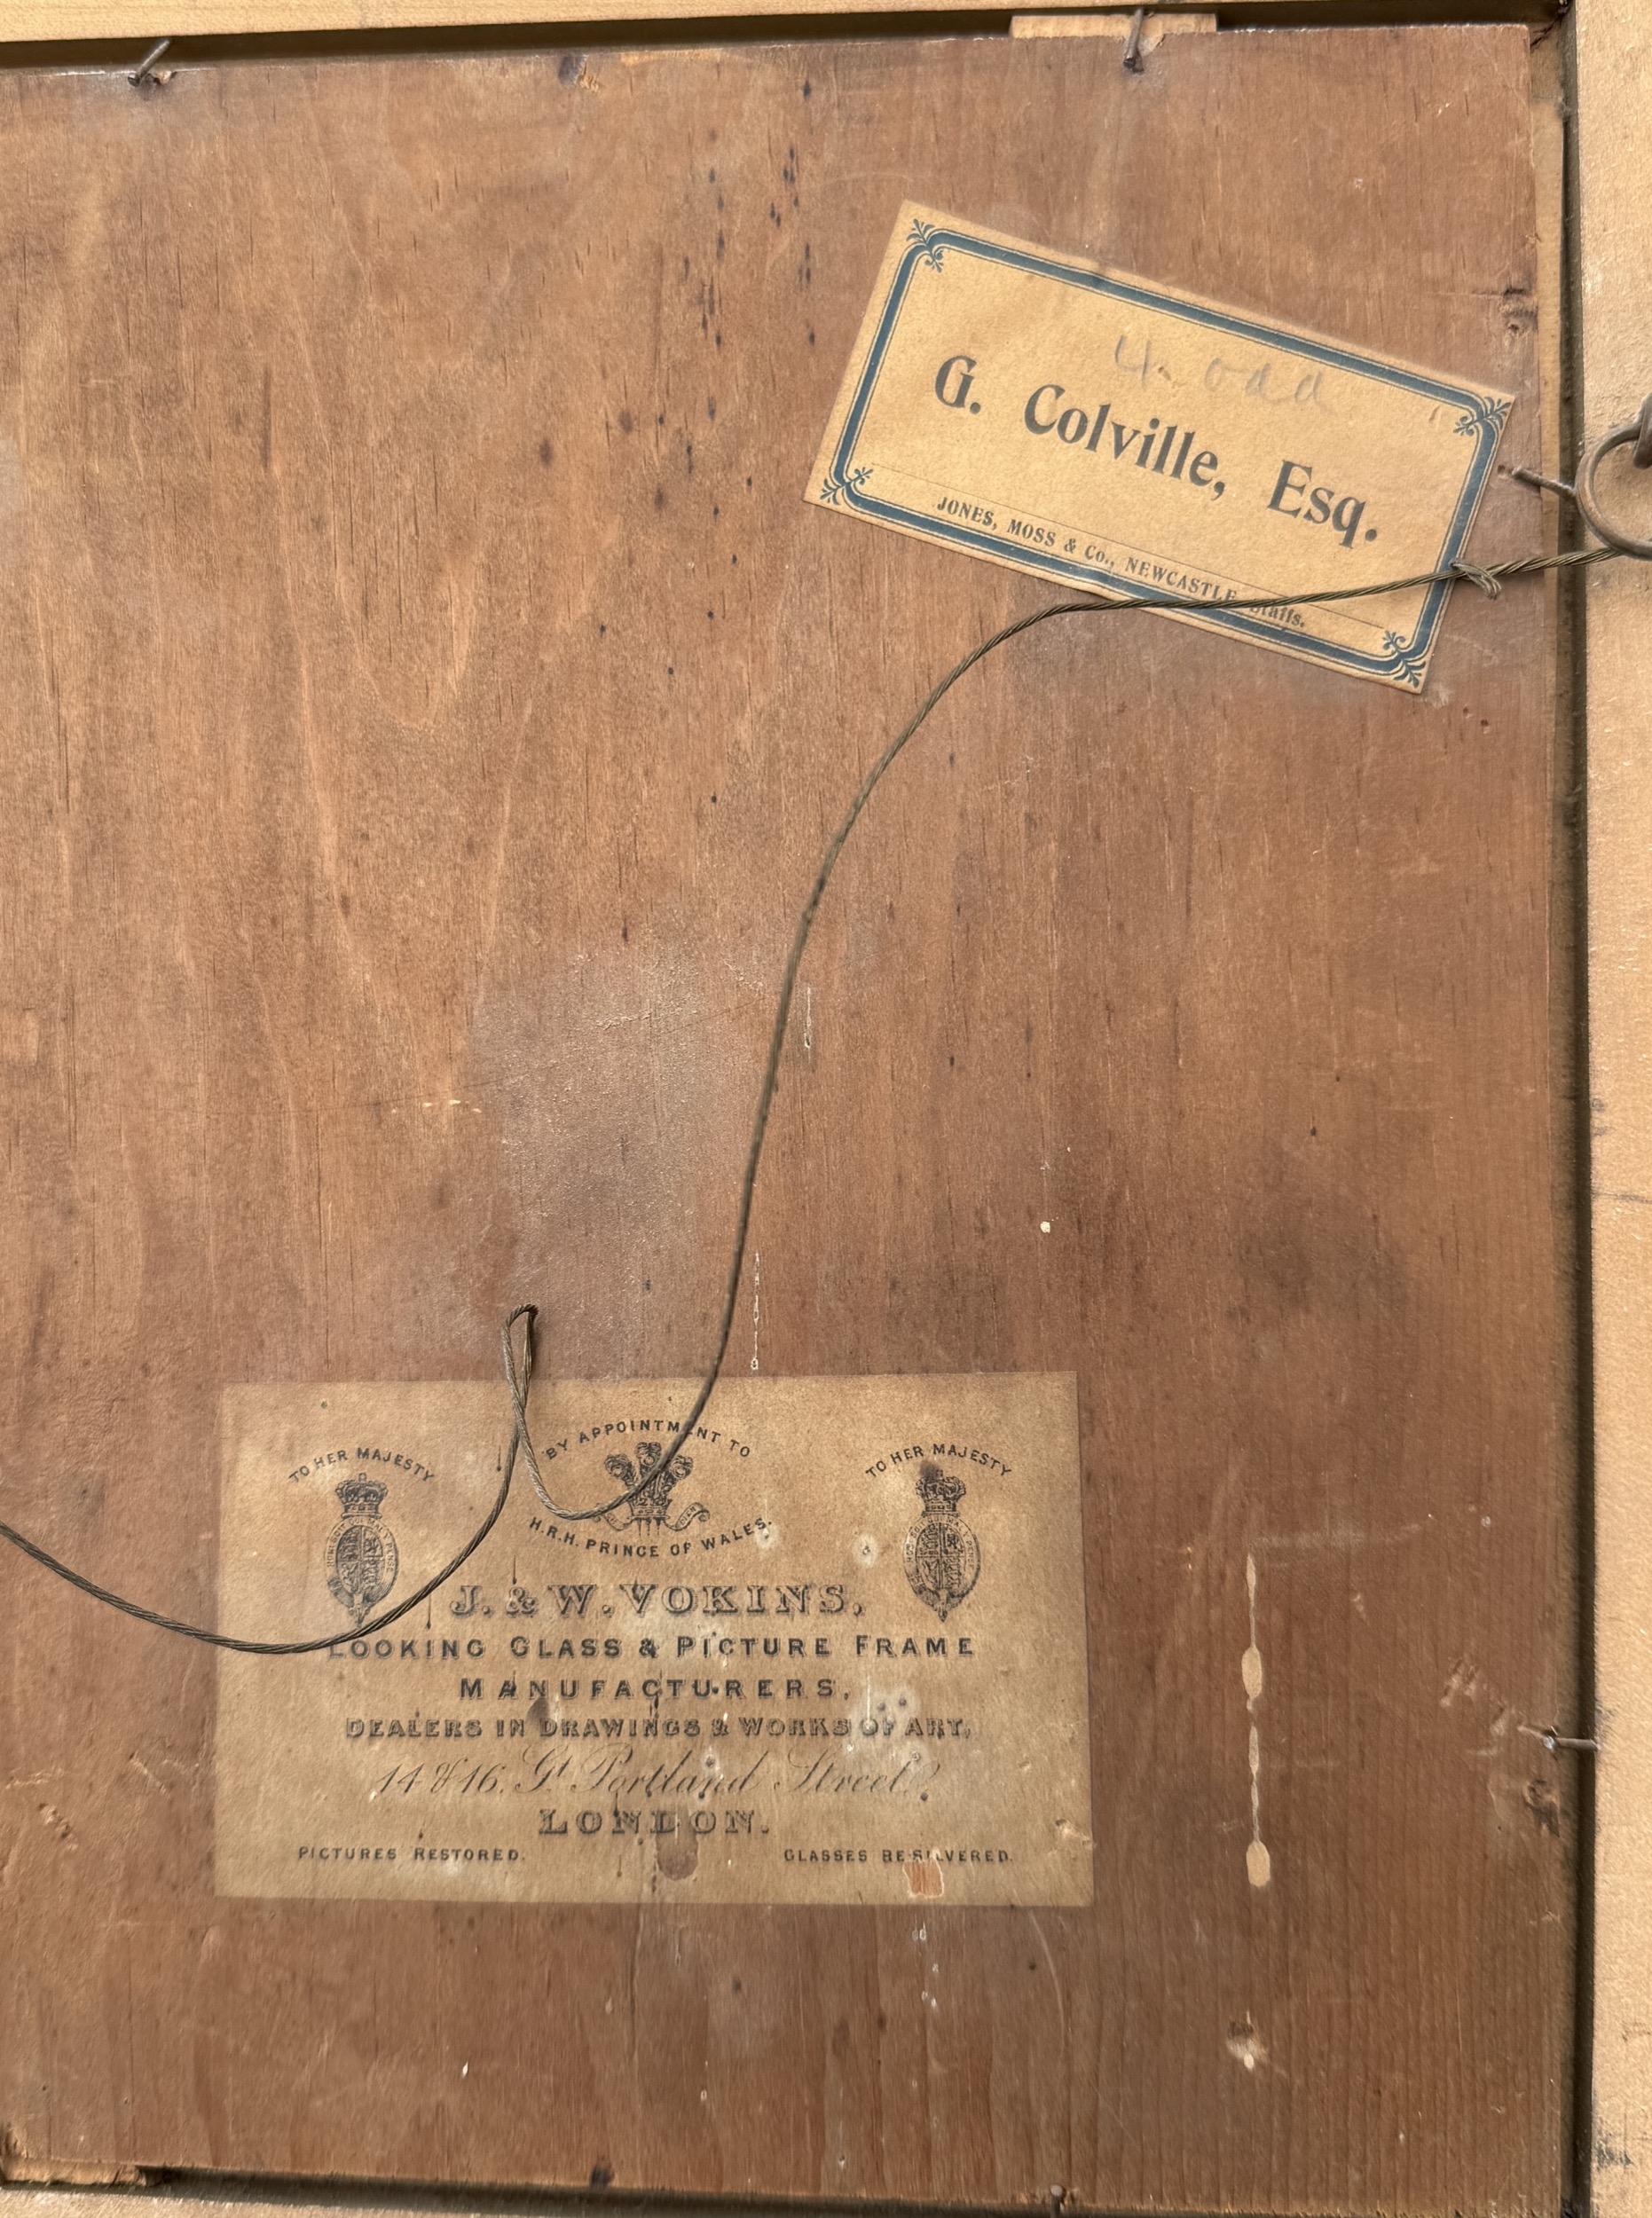 4. odd
G. Colville, Esq.
JONES, MOSS & Co., NEWCASTLE, Staffs.
TO HER MAJESTY
BY APPOINTMENT TO
H.R.H. PRINCE OF WALES.
TO HER MAJESTY
J. & W. VOKINS,
LOOKING GLASS & PICTURE FRAME
MANUFACTURERS,
DEALERS IN DRAWINGS & WORKS OF ART,
14 & 16. Gt Portland Street
LONDON.
PICTURES RESTORED.
GLASSES RE-SILVERED.